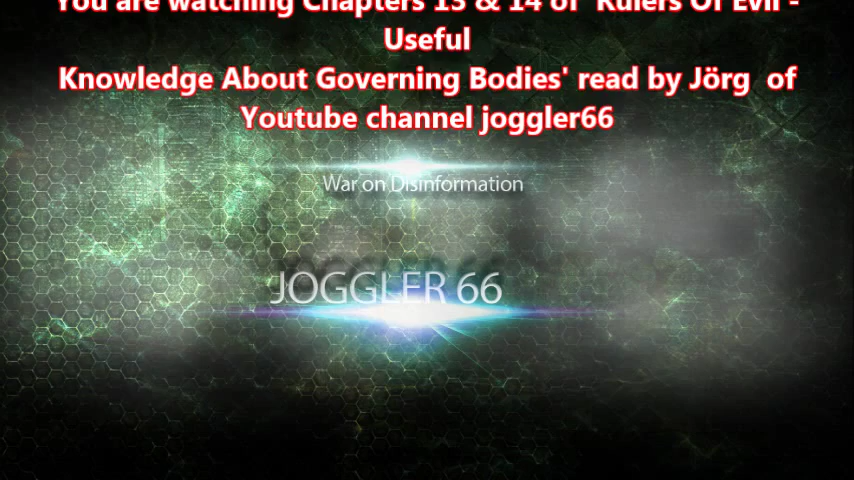 You are watching Chapters 13 & 14 of 'Rulers Of Evil -
Useful
Knowledge About Governing Bodies' read by Jörg  of
Youtube channel joggler66
War on Disinformation
JOGGLER 66